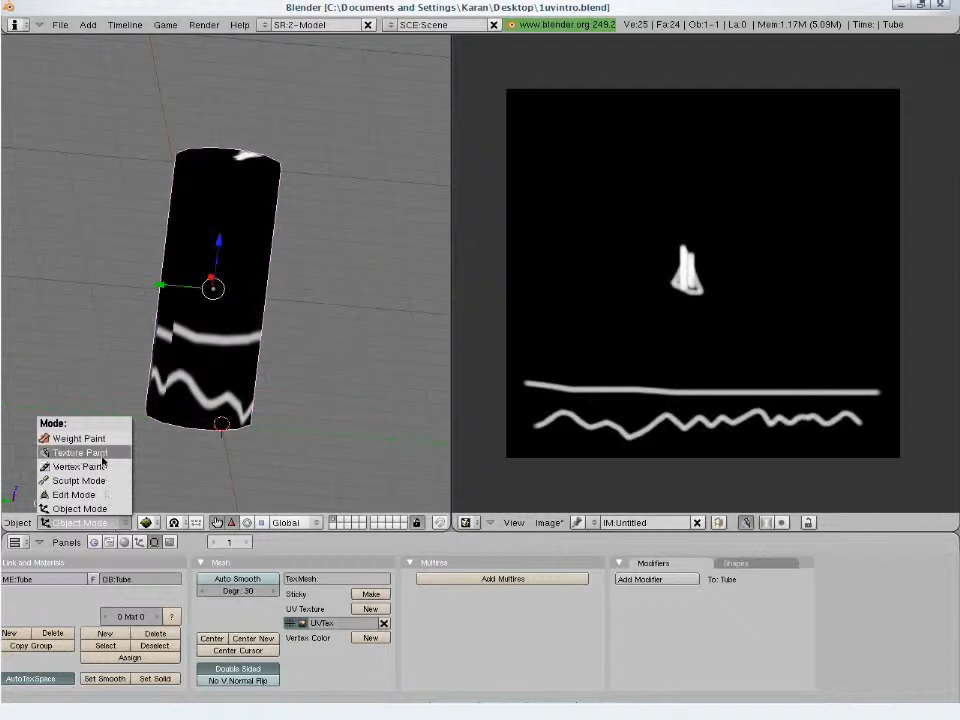 Blender [C:\Documents and Settings\Karan\Desktop\1uvintro.blend]
File Add Timeline Game Render Help SR:2-Model SCE:Scene www.blender.org 249.2 Ve:25 | Fa:24 | Ob:1-1 | La:0 | Mem:1.17M (5.09M) | Time: | Tube
Mode:
Weight Paint
Texture Paint
Vertex Paint
Sculpt Mode
Edit Mode
Object Mode
Object Object Mode Global View Image* IM:Untitled
Panels 1
Link and Materials Mesh Multires Modifiers Shapes
ME:Tube F OB:Tube Auto Smooth TexMesh: Add Multires Add Modifier To: Tube
Degr: 30 Sticky Make
UV Texture New
0 Mat 0 ? UVTex
New Delete New Delete Center Center New Vertex Color New
Copy Group Select Deselect Center Cursor
Assign
Double Sided
AutoTexSpace Set Smooth Set Solid No V.Normal Flip